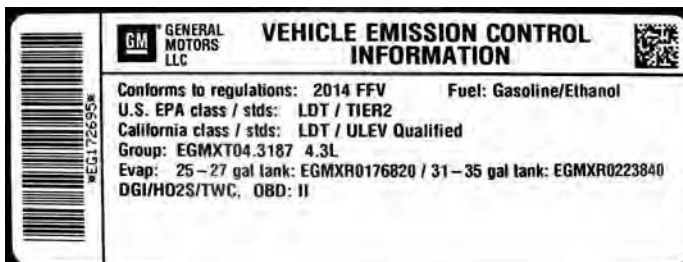 *EG172695*
GM
GENERAL
MOTORS
LLC
VEHICLE EMISSION CONTROL
INFORMATION
Conforms to regulations: 2014 FFV Fuel: Gasoline/Ethanol
U.S. EPA class / stds: LDT / TIER2
California class / stds: LDT / ULEV Qualified
Group: EGMXT04.3187 4.3L
Evap: 25–27 gal tank: EGMXR0176820 / 31–35 gal tank: EGMXR0223840
DGI/HO2S/TWC, OBD: II